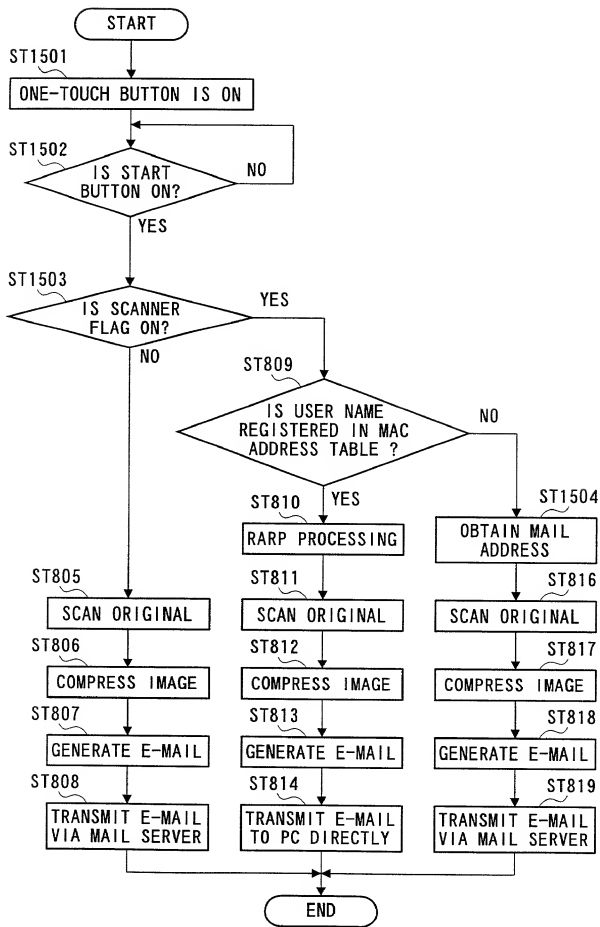 START
ST1501
ONE-TOUCH BUTTON IS ON
ST1502
IS START
BUTTON ON?
NO
YES
ST1503
IS SCANNER
FLAG ON?
YES
NO
ST809
IS USER NAME
REGISTERED IN MAC
ADDRESS TABLE ?
NO
YES
ST810
RARP PROCESSING
ST1504
OBTAIN MAIL
ADDRESS
ST805
SCAN ORIGINAL
ST811
SCAN ORIGINAL
ST816
SCAN ORIGINAL
ST806
COMPRESS IMAGE
ST812
COMPRESS IMAGE
ST817
COMPRESS IMAGE
ST807
GENERATE E-MAIL
ST813
GENERATE E-MAIL
ST818
GENERATE E-MAIL
ST808
TRANSMIT E-MAIL
VIA MAIL SERVER
ST814
TRANSMIT E-MAIL
TO PC DIRECTLY
ST819
TRANSMIT E-MAIL
VIA MAIL SERVER
END